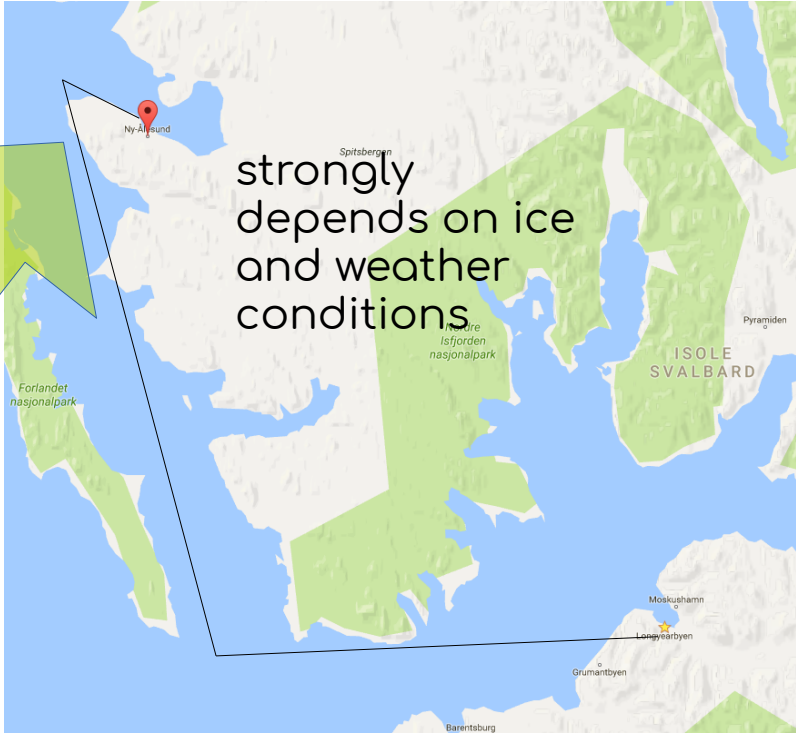 Ny-Ålesund
Spitsbergen
strongly
depends on ice
and weather
conditions
Nordre
Isfjorden
nasjonalpark
Pyramiden
ISOLE
SVALBARD
Forlandet
nasjonalpark
Moskushamn
Longyearbyen
Grumantbyen
Barentsburg